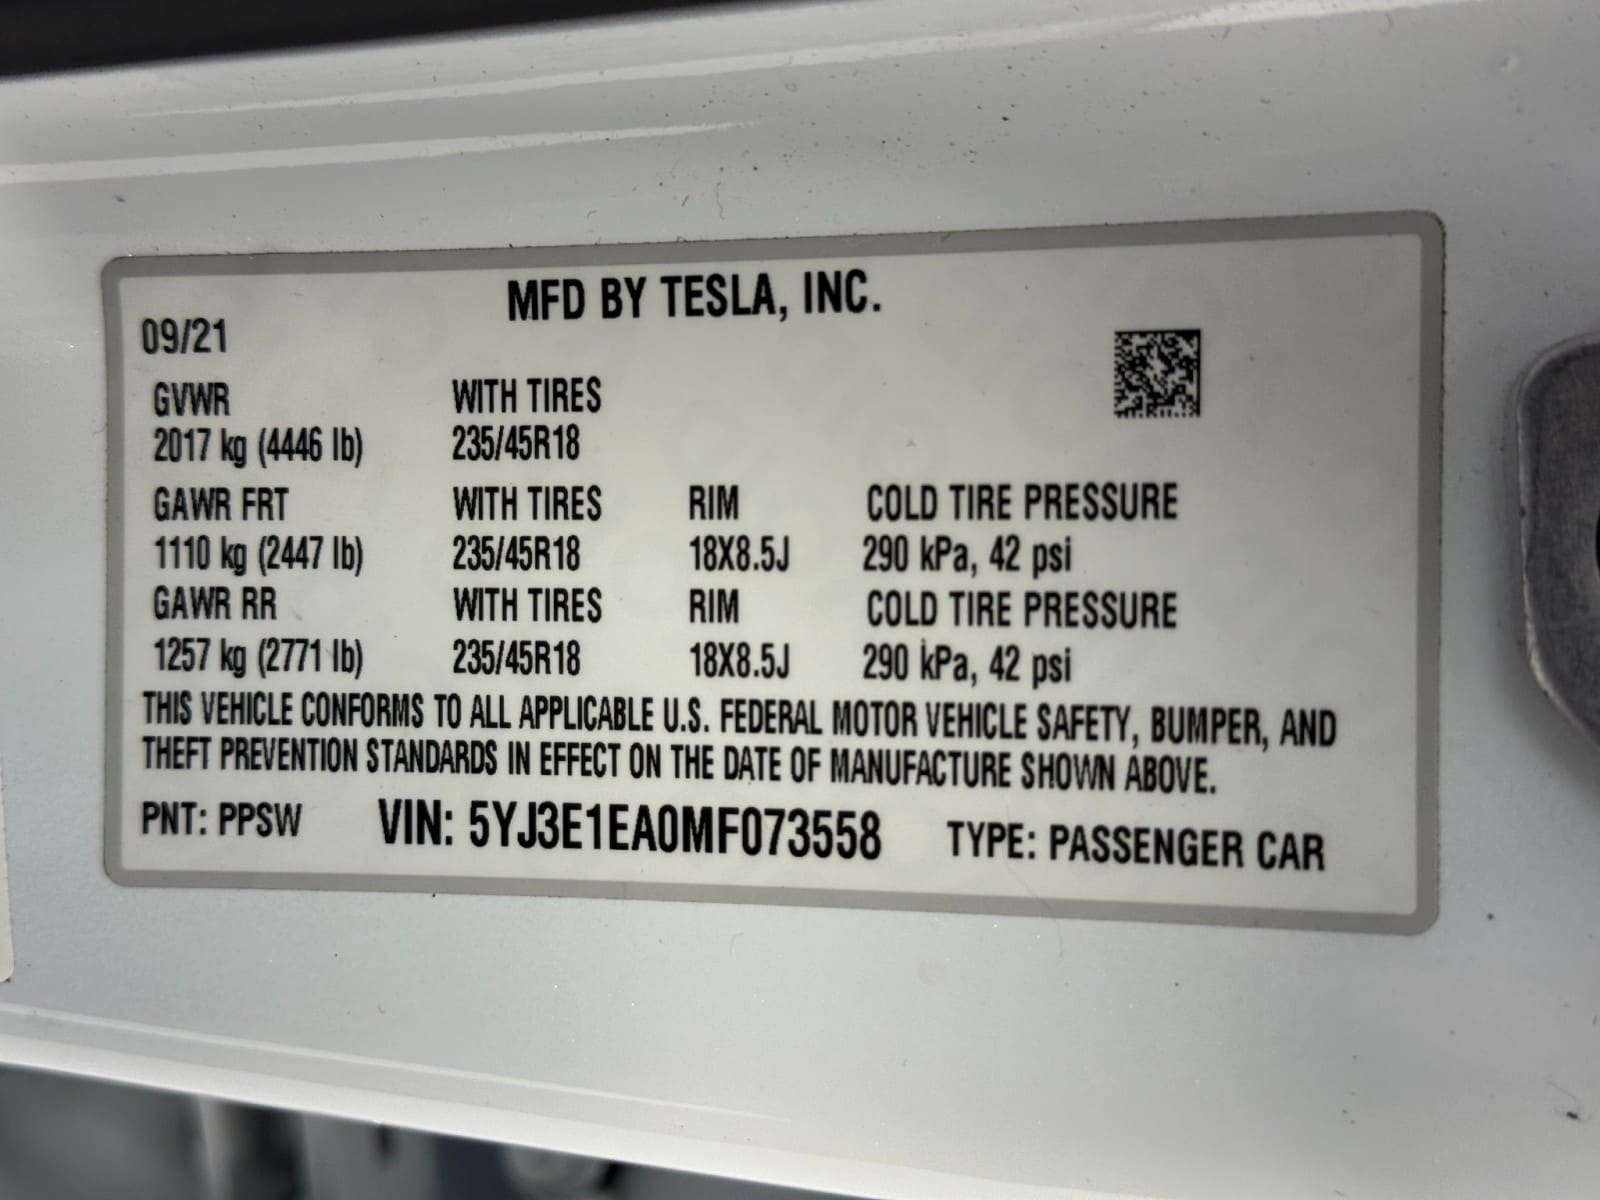 MFD BY TESLA, INC.
09/21
GVWR WITH TIRES
2017 kg (4446 lb) 235/45R18
GAWR FRT WITH TIRES RIM COLD TIRE PRESSURE
1110 kg (2447 lb) 235/45R18 18X8.5J 290 kPa, 42 psi
GAWR RR WITH TIRES RIM COLD TIRE PRESSURE
1257 kg (2771 lb) 235/45R18 18X8.5J 290 kPa, 42 psi
THIS VEHICLE CONFORMS TO ALL APPLICABLE U.S. FEDERAL MOTOR VEHICLE SAFETY, BUMPER, AND
THEFT PREVENTION STANDARDS IN EFFECT ON THE DATE OF MANUFACTURE SHOWN ABOVE.
PNT: PPSW VIN: 5YJ3E1EA0MF073558 TYPE: PASSENGER CAR